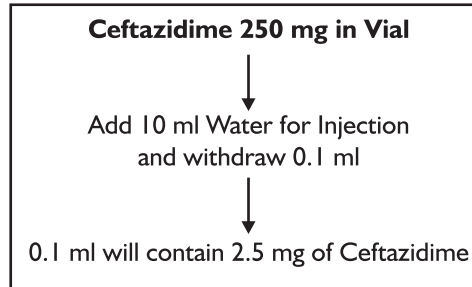 Ceftazidime 250 mg in Vial
Add 10 ml Water for Injection
and withdraw 0.1 ml
0.1 ml will contain 2.5 mg of Ceftazidime